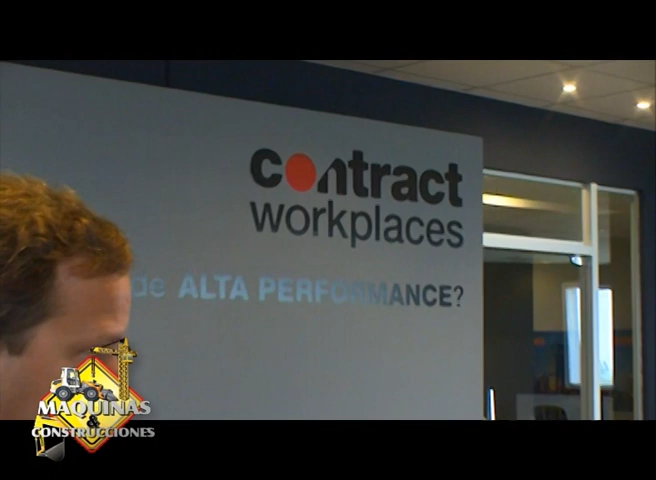 contract
workplaces
de ALTA PERFORMANCE?
MAQUINAS
&
CONSTRUCCIONES